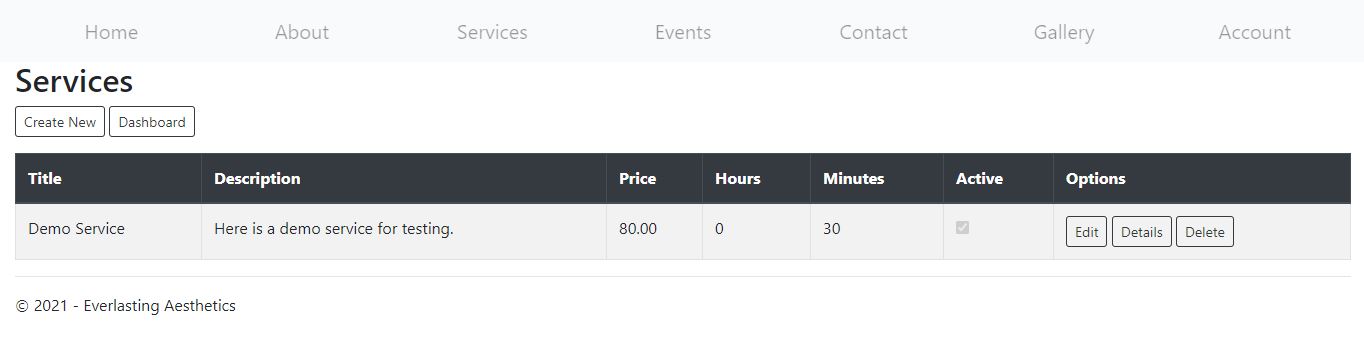 Home About Services Events Contact Gallery Account
Services
Create New Dashboard
Title Description Price Hours Minutes Active Options
Demo Service Here is a demo service for testing. 80.00 0 30 Edit Details Delete
© 2021 - Everlasting Aesthetics